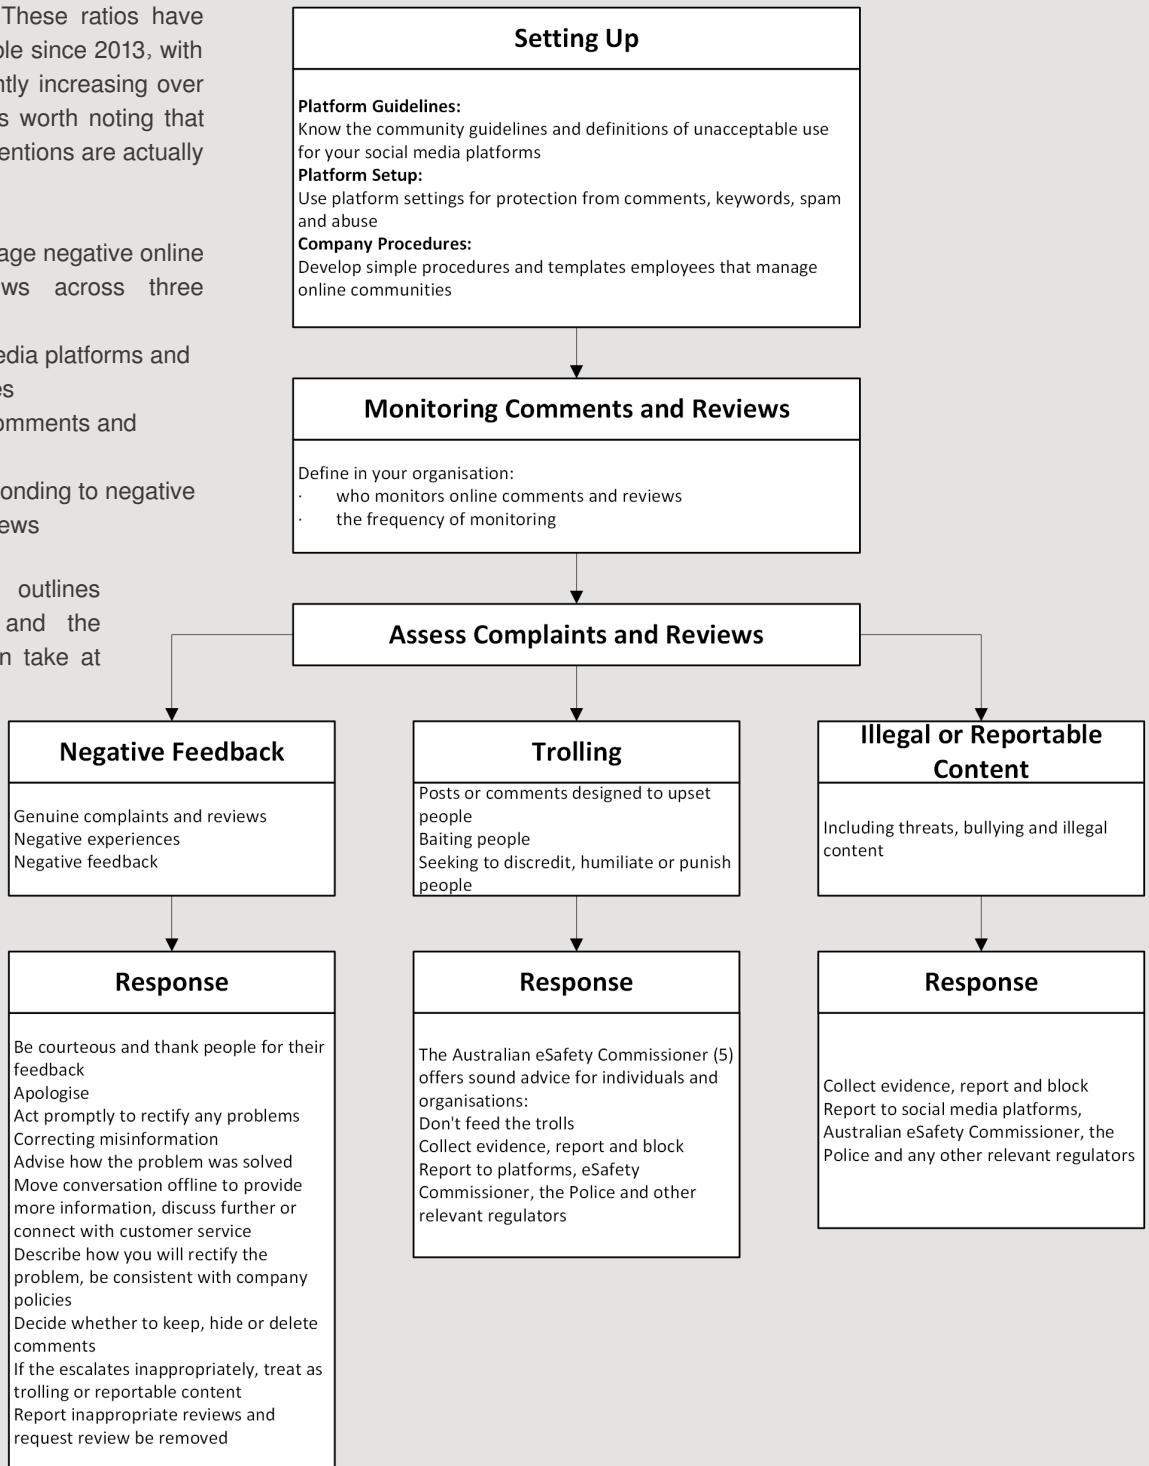 These ratios have
since 2013, with
increasing over
worth noting that
are actually
negative online
across three
platforms and
comments and
to negative
outlines
and the
take at
Setting Up
Platform Guidelines:
Know the community guidelines and definitions of unacceptable use
for your social media platforms
Platform Setup:
Use platform settings for protection from comments, keywords, spam
and abuse
Company Procedures:
Develop simple procedures and templates employees that manage
online communities
Monitoring Comments and Reviews
Define in your organisation:
· who monitors online comments and reviews
· the frequency of monitoring
Assess Complaints and Reviews
Negative Feedback
Genuine complaints and reviews
Negative experiences
Negative feedback
Response
Be courteous and thank people for their
feedback
Apologise
Act promptly to rectify any problems
Correcting misinformation
Advise how the problem was solved
Move conversation offline to provide
more information, discuss further or
connect with customer service
Describe how you will rectify the
problem, be consistent with company
policies
Decide whether to keep, hide or delete
comments
If the escalates inappropriately, treat as
trolling or reportable content
Report inappropriate reviews and
request review be removed
Trolling
Posts or comments designed to upset
people
Baiting people
Seeking to discredit, humiliate or punish
people
Response
The Australian eSafety Commissioner (5)
offers sound advice for individuals and
organisations:
Don't feed the trolls
Collect evidence, report and block
Report to platforms, eSafety
Commissioner, the Police and other
relevant regulators
Illegal or Reportable
Content
Including threats, bullying and illegal
content
Response
Collect evidence, report and block
Report to social media platforms,
Australian eSafety Commissioner, the
Police and any other relevant regulators